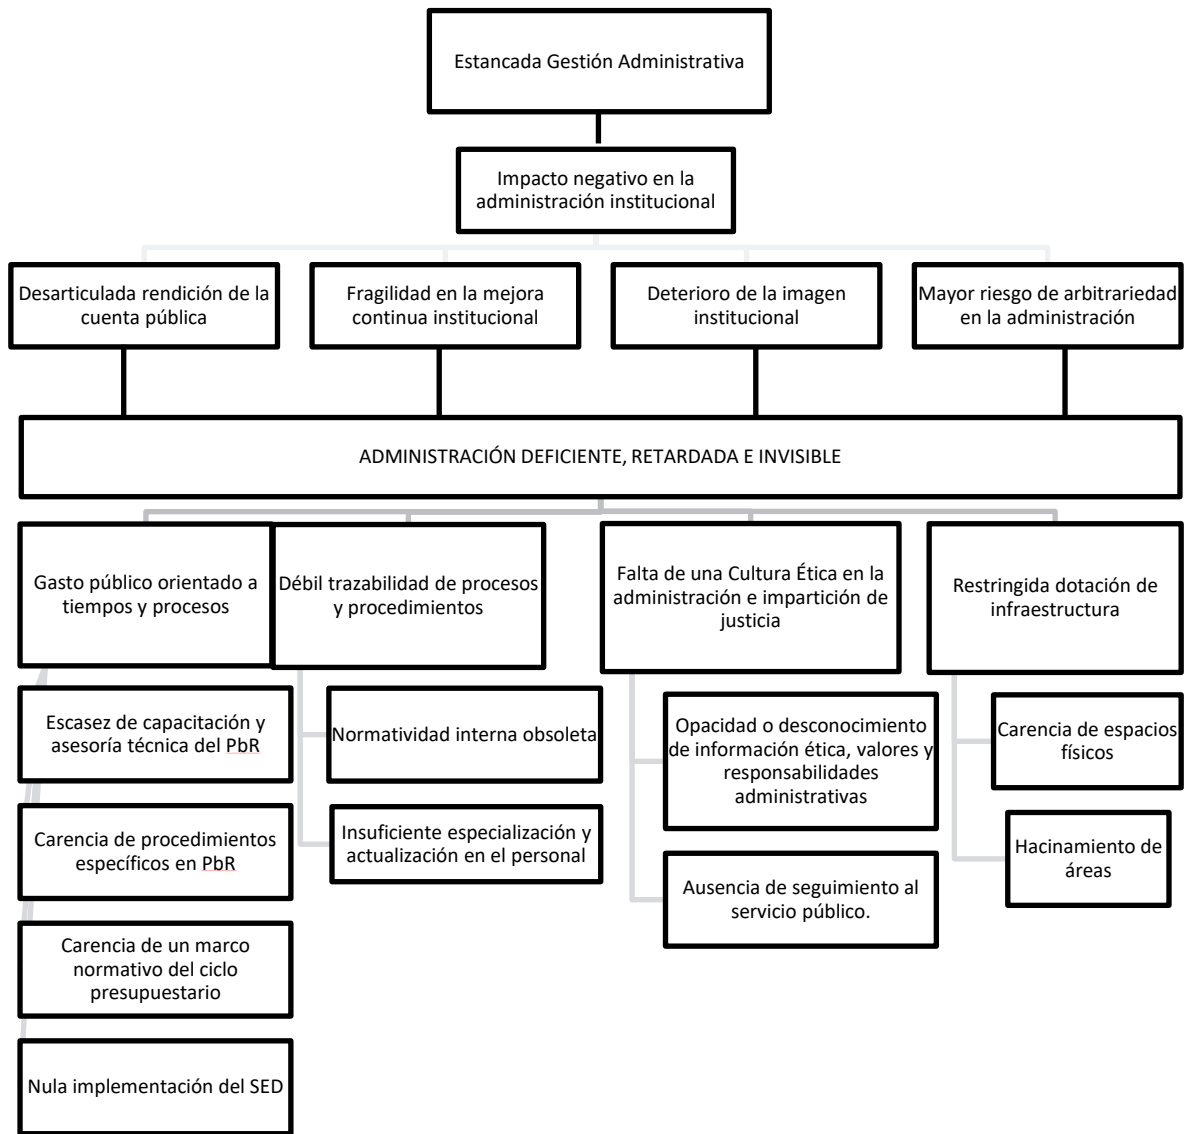 Estancada Gestión Administrativa
Impacto negativo en la
administración institucional
Desarticulada rendición de la
cuenta pública
Fragilidad en la mejora
continua institucional
Deterioro de la imagen
institucional
Mayor riesgo de arbitrariedad
en la administración
ADMINISTRACIÓN DEFICIENTE, RETARDADA E INVISIBLE
Gasto público orientado a
tiempos y procesos
Escasez de capacitación y
asesoría técnica del PbR
Carencia de procedimientos
específicos en PbR
Carencia de un marco
normativo del ciclo
presupuestario
Nula implementación del SED
Débil trazabilidad de procesos
y procedimientos
Normatividad interna obsoleta
Insuficiente especialización y
actualización en el personal
Falta de una Cultura Ética en la
administración e impartición de
justicia
Opacidad o desconocimiento
de información ética, valores y
responsabilidades
administrativas
Ausencia de seguimiento al
servicio público.
Restringida dotación de
infraestructura
Carencia de espacios
físicos
Hacinamiento de
áreas